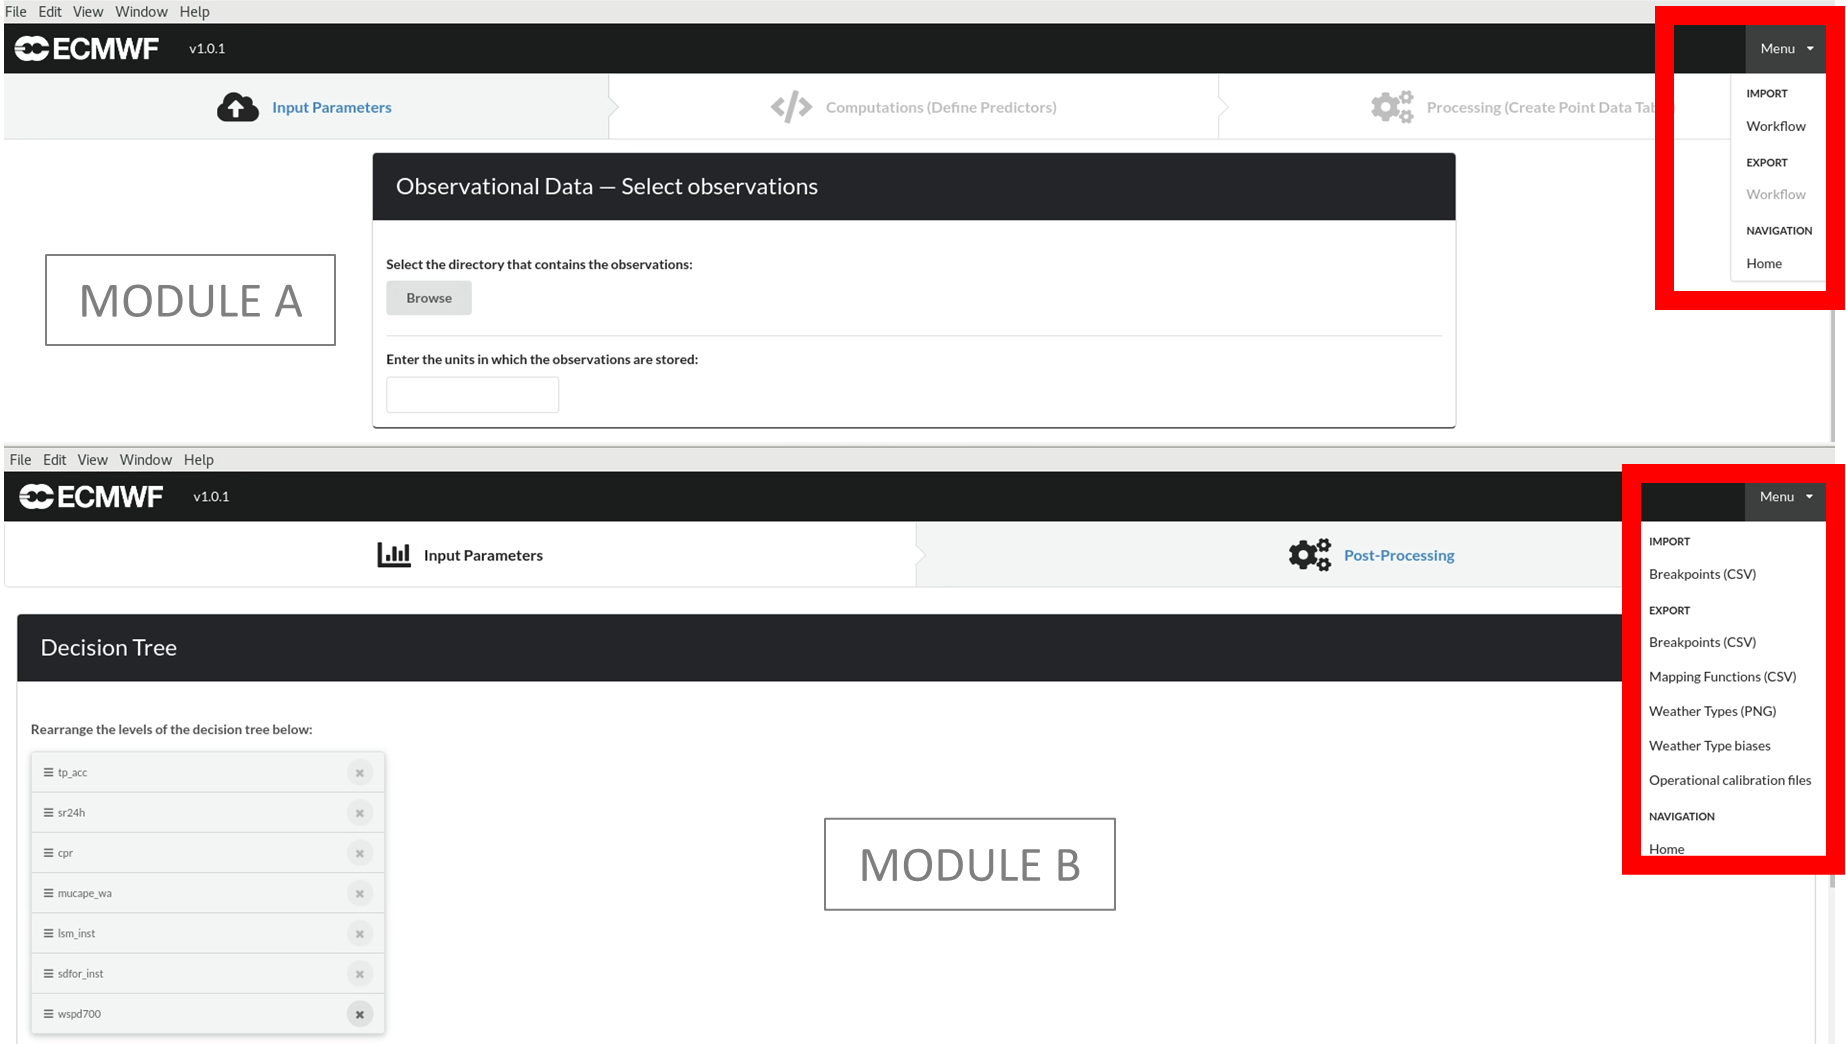 File Edit View Window Help
ECMWF v1.0.1 Menu
Input Parameters Computations (Define Predictors) Processing (Create Point Data
IMPORT
Workflow
EXPORT
Workflow
NAVIGATION
Home
Observational Data — Select observations
MODULE A
Select the directory that contains the observations:
Browse
Enter the units in which the observations are stored:
File Edit View Window Help
ECMWF v1.0.1 Menu
Input Parameters Post-Processing
IMPORT
Breakpoints (CSV)
EXPORT
Breakpoints (CSV)
Mapping Functions (CSV)
Weather Types (PNG)
Weather Type biases
Operational calibration files
NAVIGATION
Home
Decision Tree
Rearrange the levels of the decision tree below:
tp_acc
sr24h
cpr
mucape_wa
lsm_inst
sdfor_inst
wspd700
MODULE B